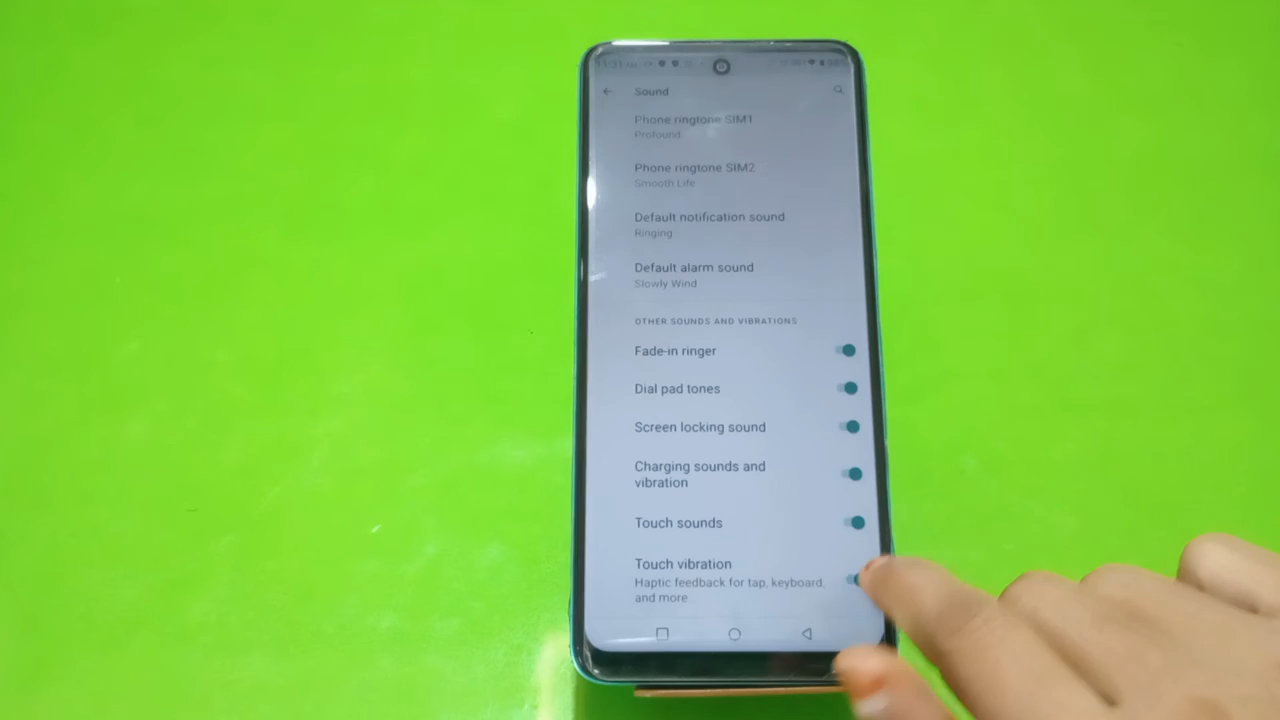 11:31
Sound
Phone ringtone SIM1
Profound
Phone ringtone SIM2
Smooth Life
Default notification sound
Ringing
Default alarm sound
Slowly Wind
OTHER SOUNDS AND VIBRATIONS
Fade-in ringer
Dial pad tones
Screen locking sound
Charging sounds and
vibration
Touch sounds
Touch vibration
Haptic feedback for tap, keyboard,
and more